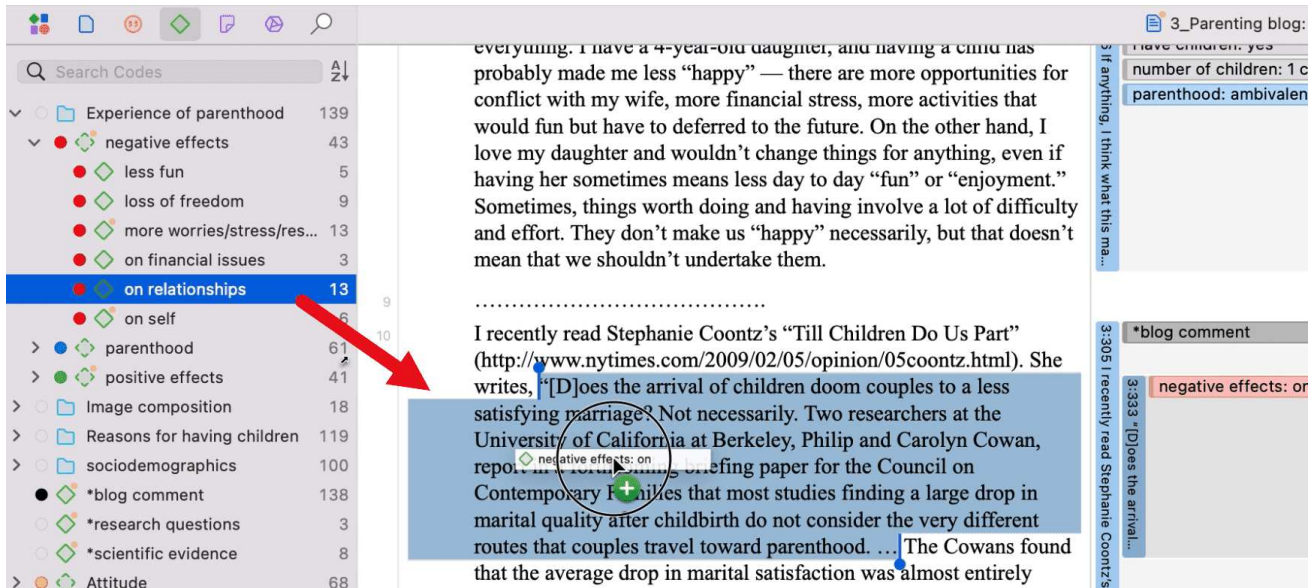 3_Parenting blog:
Search Codes
Experience of parenthood 139
negative effects 43
less fun 5
loss of freedom 9
more worries/stress/res... 13
on financial issues 3
on relationships 13
on self 6
parenthood 61
positive effects 41
Image composition 18
Reasons for having children 119
sociodemographics 100
*blog comment 138
*research questions 3
*scientific evidence 8
Attitude 68
everything. I have a 4-year-old daughter, and having a child has
probably made me less “happy” — there are more opportunities for
conflict with my wife, more financial stress, more activities that
would fun but have to deferred to the future. On the other hand, I
love my daughter and wouldn’t change things for anything, even if
having her sometimes means less day to day “fun” or “enjoyment.”
Sometimes, things worth doing and having involve a lot of difficulty
and effort. They don’t make us “happy” necessarily, but that doesn’t
mean that we shouldn’t undertake them.
9
.......................................
10
I recently read Stephanie Coontz’s “Till Children Do Us Part”
(http://www.nytimes.com/2009/02/05/opinion/05coontz.html). She
writes, “[D]oes the arrival of children doom couples to a less
satisfying marriage? Not necessarily. Two researchers at the
University of California at Berkeley, Philip and Carolyn Cowan,
report in a forthcoming briefing paper for the Council on
negative effects: on
Contemporary Families that most studies finding a large drop in
marital quality after childbirth do not consider the very different
routes that couples travel toward parenthood. … The Cowans found
that the average drop in marital satisfaction was almost entirely
If anything, I think what this ma...
I have children: yes
number of children: 1 c
parenthood: ambivalen
3:305 I recently read Stephanie Coontz's
*blog comment
3:333 "[D]oes the arrival...
negative effects: on